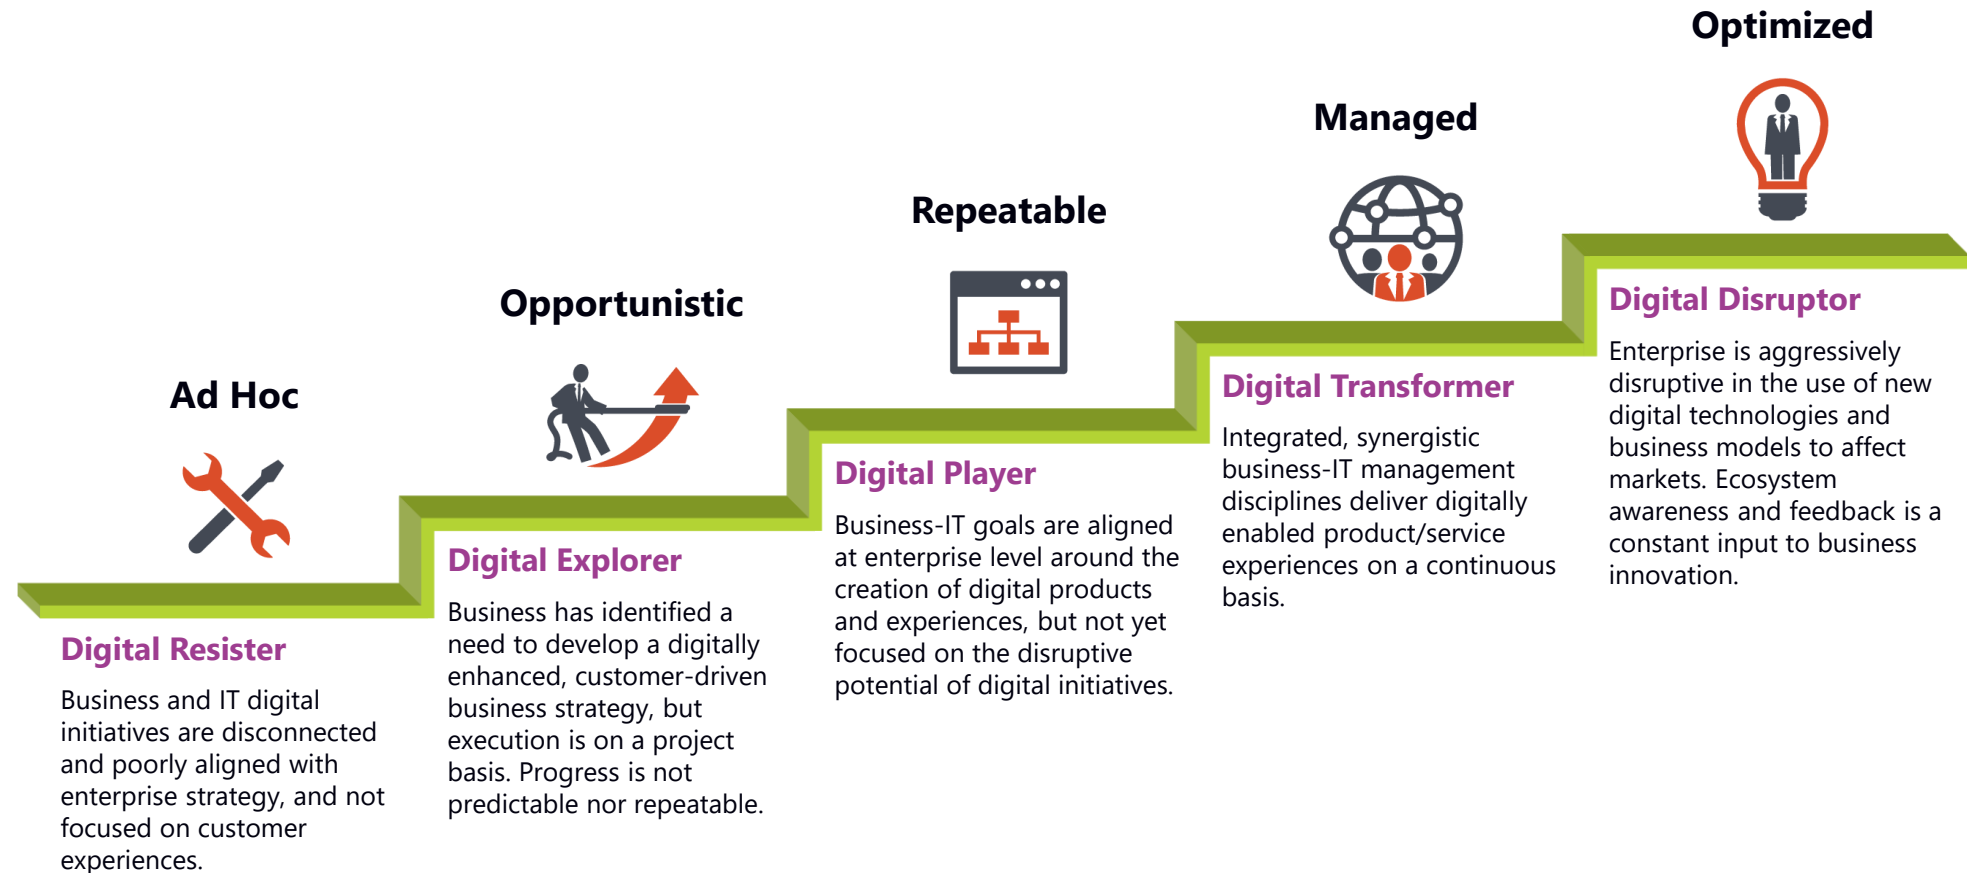 Ad Hoc
Digital Resister
Business and IT digital
initiatives are disconnected
and poorly aligned with
enterprise strategy, and not
focused on customer
experiences.
Opportunistic
Digital Explorer
Business has identified a
need to develop a digitally
enhanced, customer-driven
business strategy, but
execution is on a project
basis. Progress is not
predictable nor repeatable.
Repeatable
Digital Player
Business-IT goals are aligned
at enterprise level around the
creation of digital products
and experiences, but not yet
focused on the disruptive
potential of digital initiatives.
Managed
Digital Transformer
Integrated, synergistic
business-IT management
disciplines deliver digitally
enabled product/service
experiences on a continuous
basis.
Optimized
Digital Disruptor
Enterprise is aggressively
disruptive in the use of new
digital technologies and
business models to affect
markets. Ecosystem
awareness and feedback is a
constant input to business
innovation.